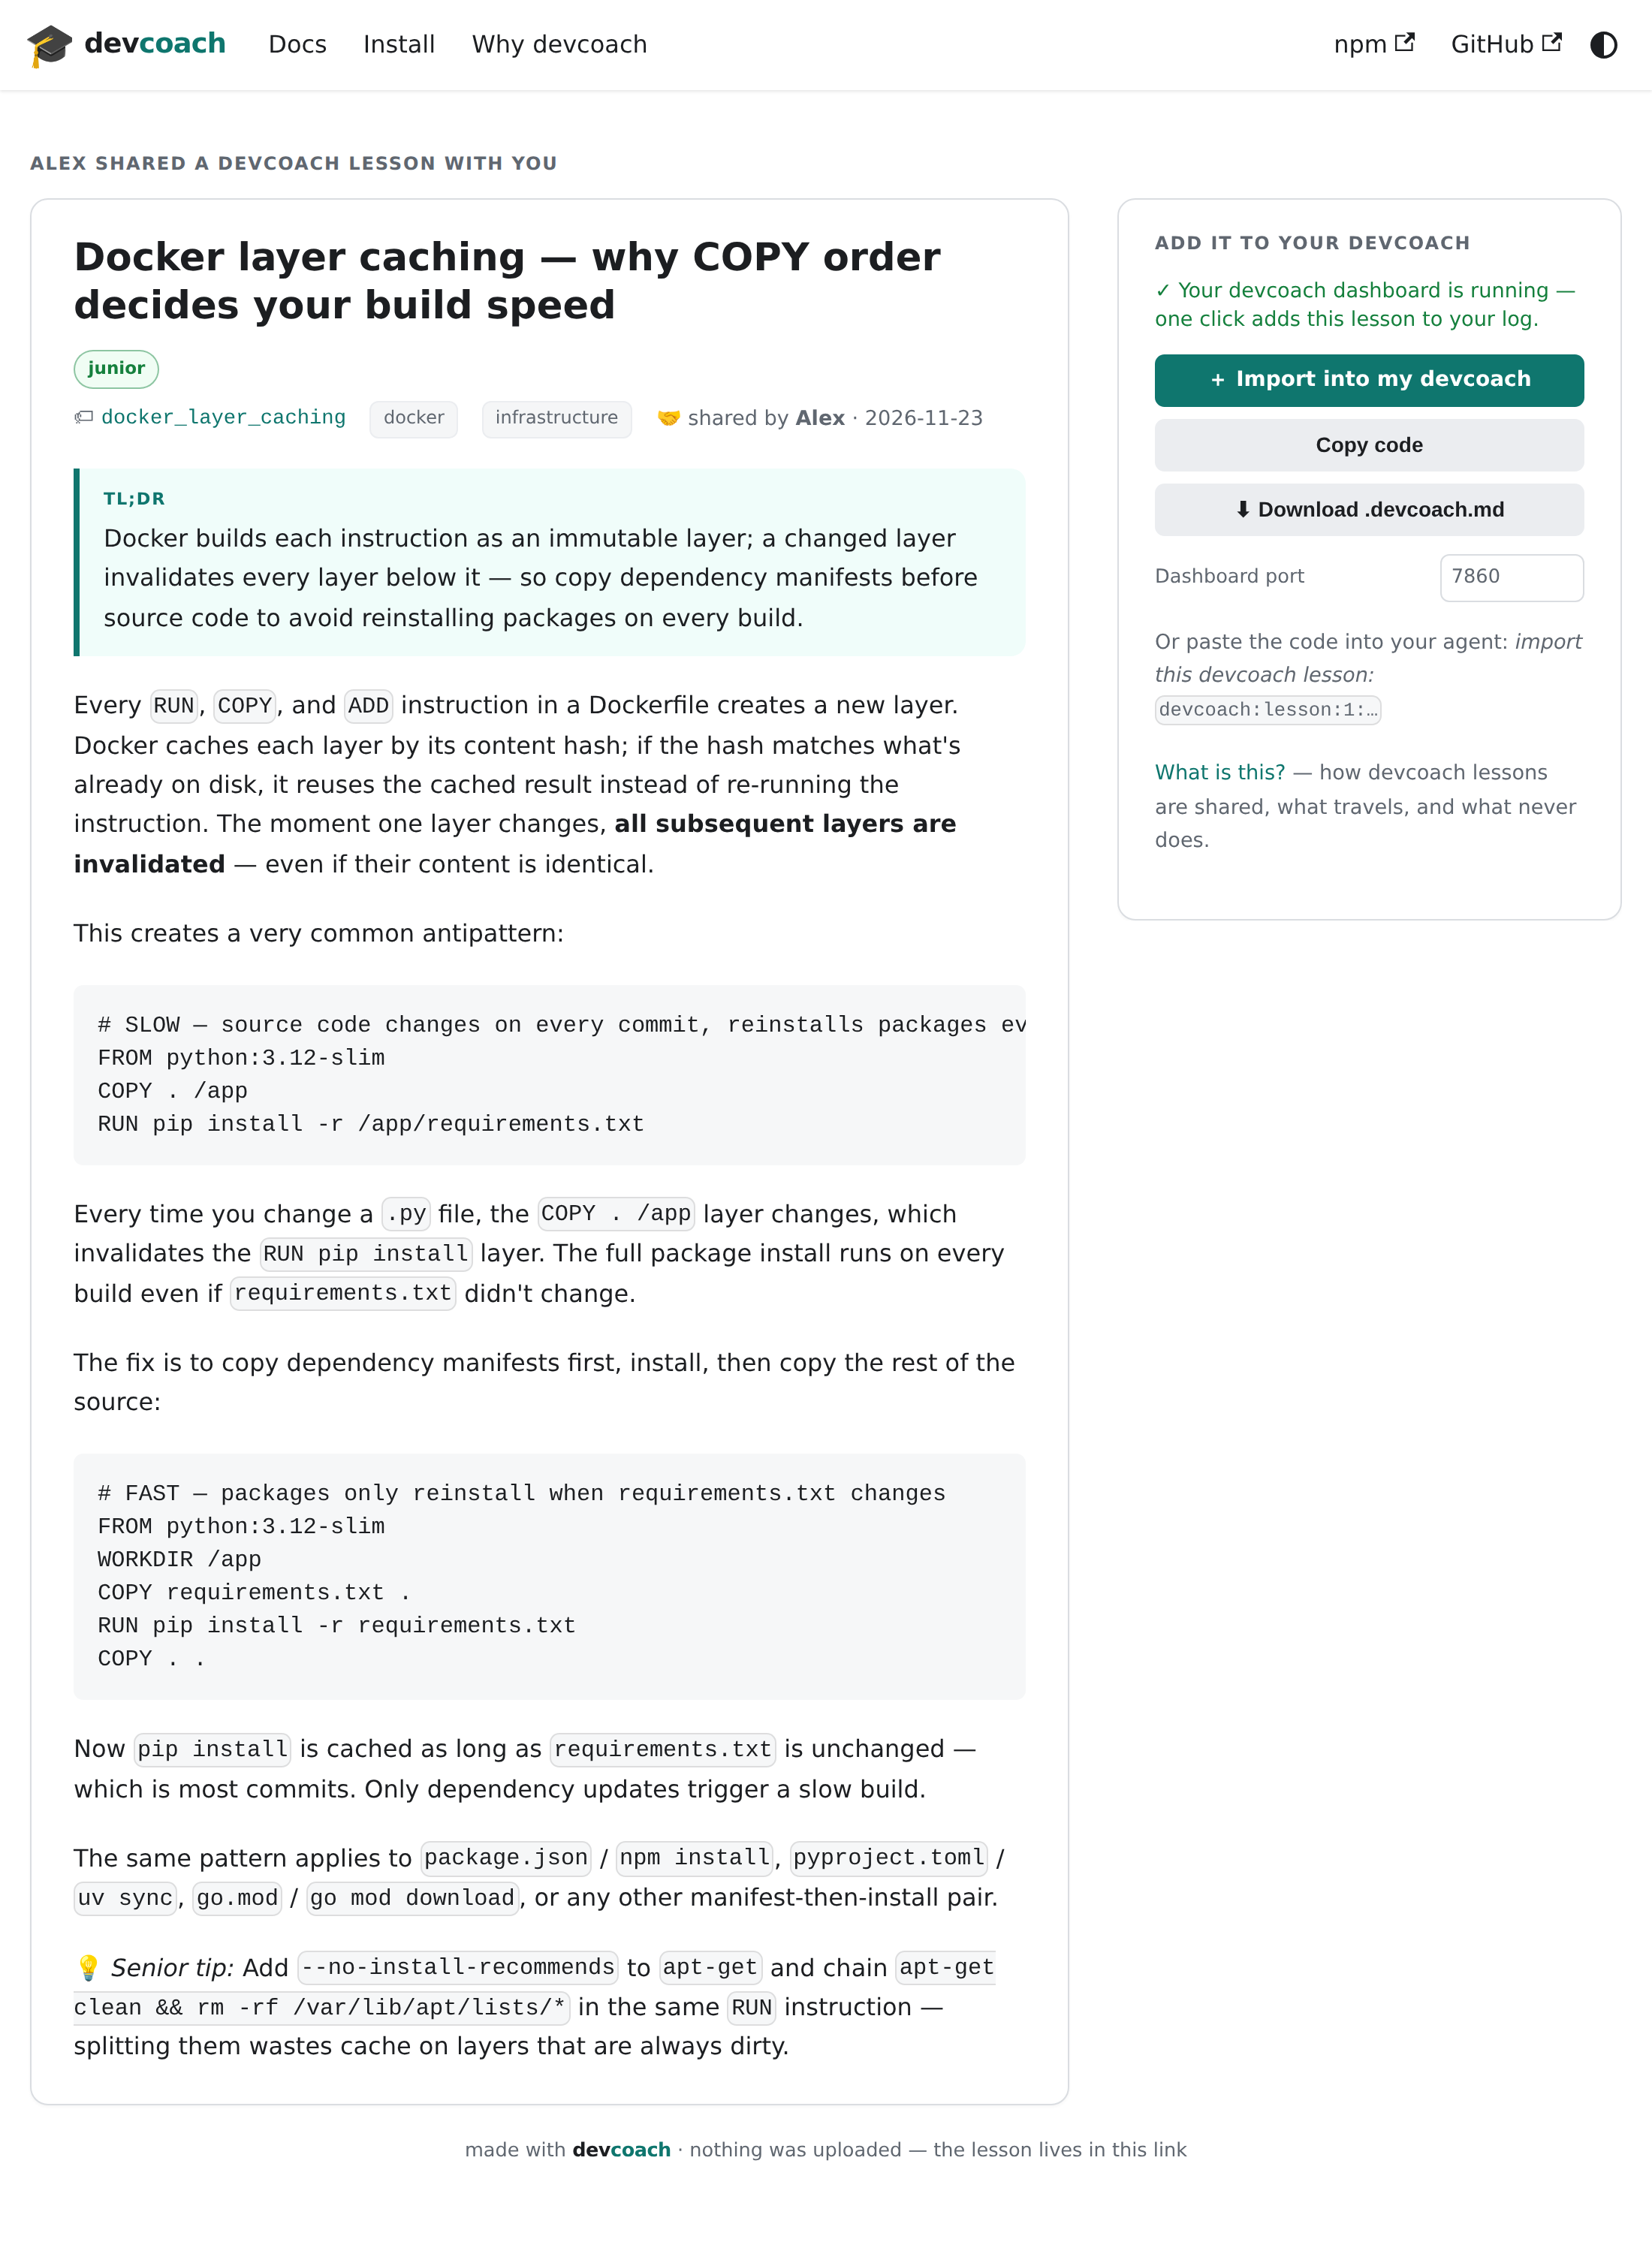 devcoach Docs Install Why devcoach npm GitHub
ALEX SHARED A DEVCOACH LESSON WITH YOU
Docker layer caching — why COPY order
decides your build speed
junior
docker_layer_caching docker infrastructure 🤝 shared by Alex · 2026-11-23
TL;DR
Docker builds each instruction as an immutable layer; a changed layer
invalidates every layer below it — so copy dependency manifests before
source code to avoid reinstalling packages on every build.
Every RUN, COPY, and ADD instruction in a Dockerfile creates a new layer.
Docker caches each layer by its content hash; if the hash matches what's
already on disk, it reuses the cached result instead of re-running the
instruction. The moment one layer changes, all subsequent layers are
invalidated — even if their content is identical.
This creates a very common antipattern:
# SLOW — source code changes on every commit, reinstalls packages ev
FROM python:3.12-slim
COPY . /app
RUN pip install -r /app/requirements.txt
Every time you change a .py file, the COPY . /app layer changes, which
invalidates the RUN pip install layer. The full package install runs on every
build even if requirements.txt didn't change.
The fix is to copy dependency manifests first, install, then copy the rest of the
source:
# FAST — packages only reinstall when requirements.txt changes
FROM python:3.12-slim
WORKDIR /app
COPY requirements.txt .
RUN pip install -r requirements.txt
COPY . .
Now pip install is cached as long as requirements.txt is unchanged —
which is most commits. Only dependency updates trigger a slow build.
The same pattern applies to package.json / npm install, pyproject.toml /
uv sync, go.mod / go mod download, or any other manifest-then-install pair.
💡 Senior tip: Add --no-install-recommends to apt-get and chain apt-get
clean && rm -rf /var/lib/apt/lists/* in the same RUN instruction —
splitting them wastes cache on layers that are always dirty.
ADD IT TO YOUR DEVCOACH
✓ Your devcoach dashboard is running —
one click adds this lesson to your log.
+ Import into my devcoach
Copy code
⬇ Download .devcoach.md
Dashboard port 7860
Or paste the code into your agent: import
this devcoach lesson:
devcoach:lesson:1:…
What is this? — how devcoach lessons
are shared, what travels, and what never
does.
made with devcoach · nothing was uploaded — the lesson lives in this link